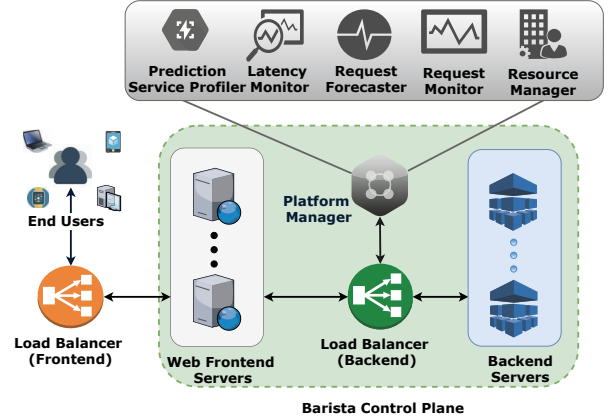 Prediction
Service Profiler
Latency
Monitor
Request
Forecaster
Request
Monitor
Resource
Manager
End Users
Platform
Manager
Load Balancer
(Frontend)
Web Frontend
Servers
Load Balancer
(Backend)
Backend
Servers
Barista Control Plane